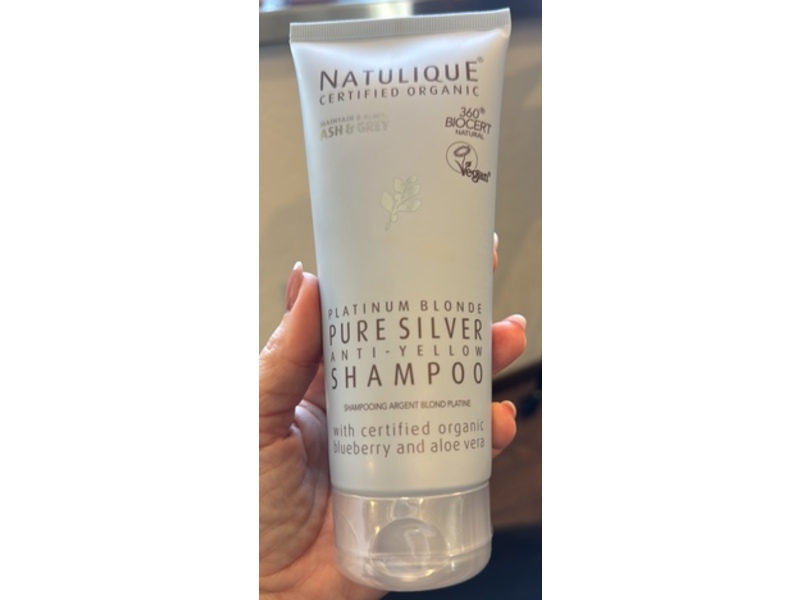 NATULIQUE®
CERTIFIED ORGANIC
MAINTAIN &
ASH & GREY
360°
BIOCERT
NATURAL
Vegan
PLATINUM BLONDE
PURE SILVER
ANTI-YELLOW
SHAMPOO
SHAMPOOING ARGENT BLOND PLATINE
with certified organic
blueberry and aloe vera